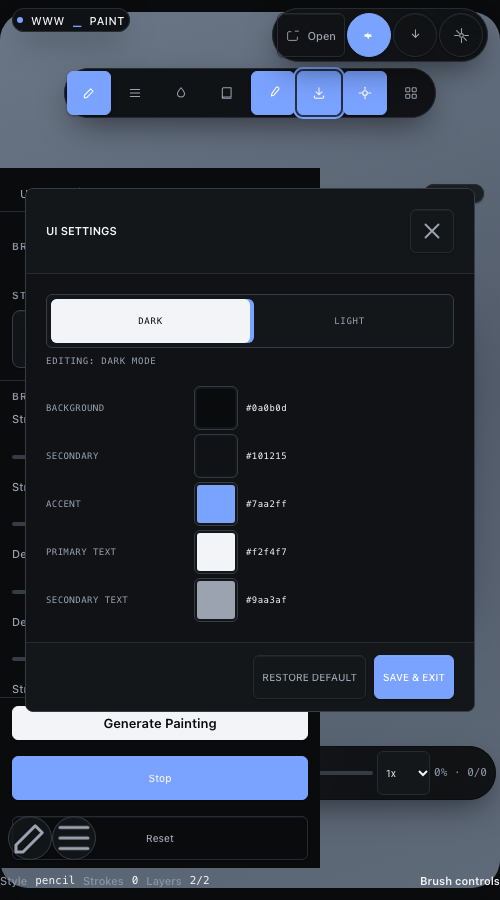 WWW _ PAINT
Open
UI SETTINGS
DARK
LIGHT
EDITING: DARK MODE
BACKGROUND
#0a0b0d
SECONDARY
#101215
ACCENT
#7aa2ff
PRIMARY TEXT
#f2f4f7
SECONDARY TEXT
#9aa3af
RESTORE DEFAULT
SAVE & EXIT
Generate Painting
Stop
1x
0% · 0/0
Reset
Style pencil Strokes 0 Layers 2/2
Brush controls